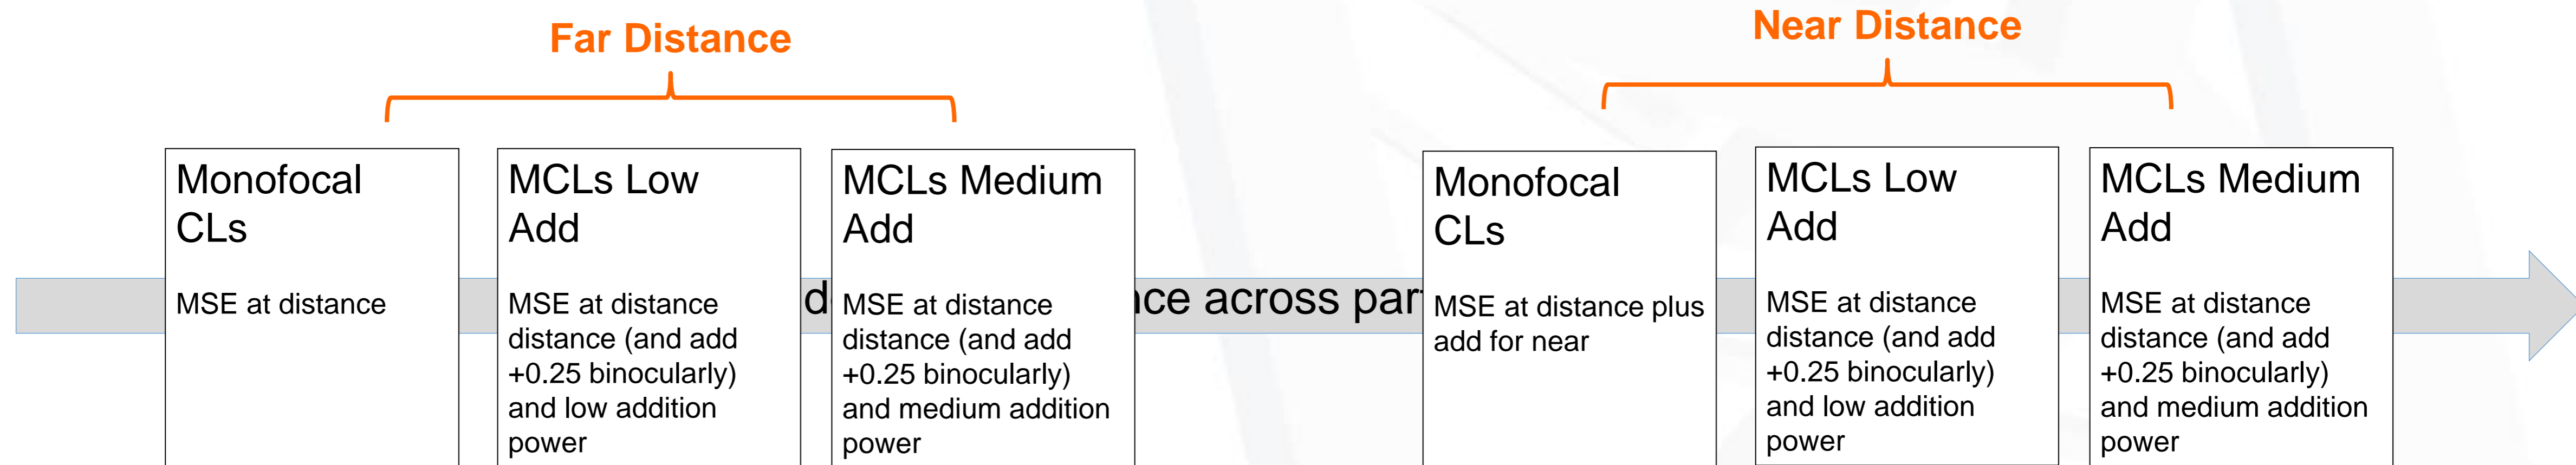 Far Distance
Near Distance
Monofocal
CLs
MSE at distance
MCLs Low
Add
MSE at distance
distance (and add
+0.25 binocularly)
and low addition
power
MCLs Medium
Add
MSE at distance
distance (and add
+0.25 binocularly)
and medium addition
power
across
Monofocal
CLs
MSE at distance plus
add for near
MCLs Low
Add
MSE at distance
distance (and add
+0.25 binocularly)
and low addition
power
MCLs Medium
Add
MSE at distance
distance (and add
+0.25 binocularly)
and medium addition
power